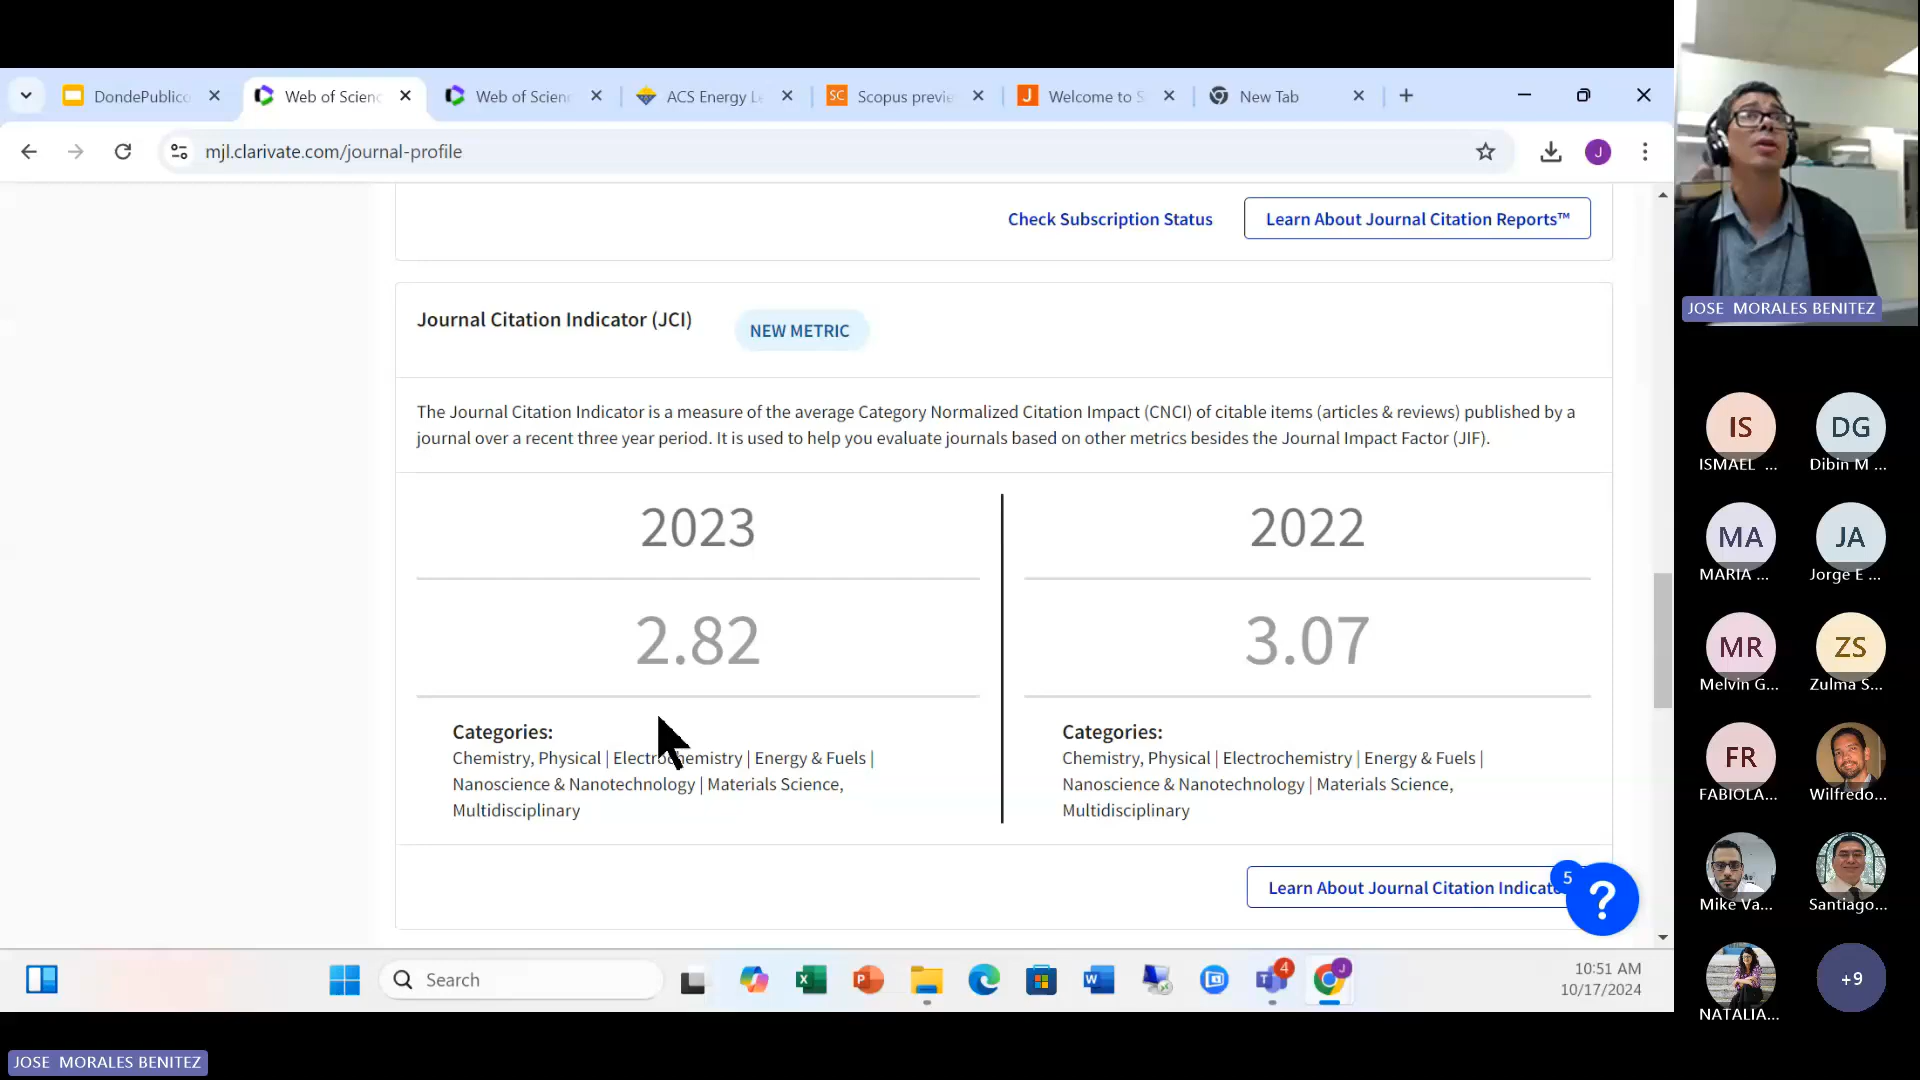 DondePublico
Web of Scienc
Web of Scienc
ACS Energy Le
SC Scopus previe
J Welcome to S
New Tab
mjl.clarivate.com/journal-profile
J
Check Subscription Status
Learn About Journal Citation Reports™
Journal Citation Indicator (JCI)
NEW METRIC
The Journal Citation Indicator is a measure of the average Category Normalized Citation Impact (CNCI) of citable items (articles & reviews) published by a
journal over a recent three year period. It is used to help you evaluate journals based on other metrics besides the Journal Impact Factor (JIF).
2023
2022
2.82
3.07
Categories:
Chemistry, Physical | Electrochemistry | Energy & Fuels |
Nanoscience & Nanotechnology | Materials Science,
Multidisciplinary
Categories:
Chemistry, Physical | Electrochemistry | Energy & Fuels |
Nanoscience & Nanotechnology | Materials Science,
Multidisciplinary
Learn About Journal Citation Indicato
5
?
Search
4
J
10:51 AM
10/17/2024
JOSE MORALES BENITEZ
IS
ISMAEL ...
DG
Dibin M ...
MA
MARIA ...
JA
Jorge E ...
MR
Melvin G...
ZS
Zulma S...
FR
FABIOLA...
Wilfredo...
Mike Va...
Santiago...
NATALIA...
+9
JOSE MORALES BENITEZ